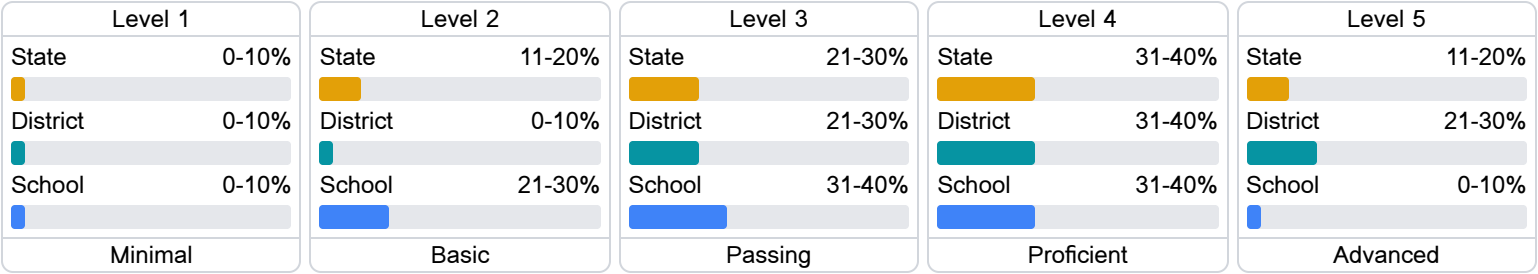 Level 1
State 0-10%
District 0-10%
School 0-10%
Minimal
Level 2
State 11-20%
District 0-10%
School 21-30%
Basic
Level 3
State 21-30%
District 21-30%
School 31-40%
Passing
Level 4
State 31-40%
District 31-40%
School 31-40%
Proficient
Level 5
State 11-20%
District 21-30%
School 0-10%
Advanced